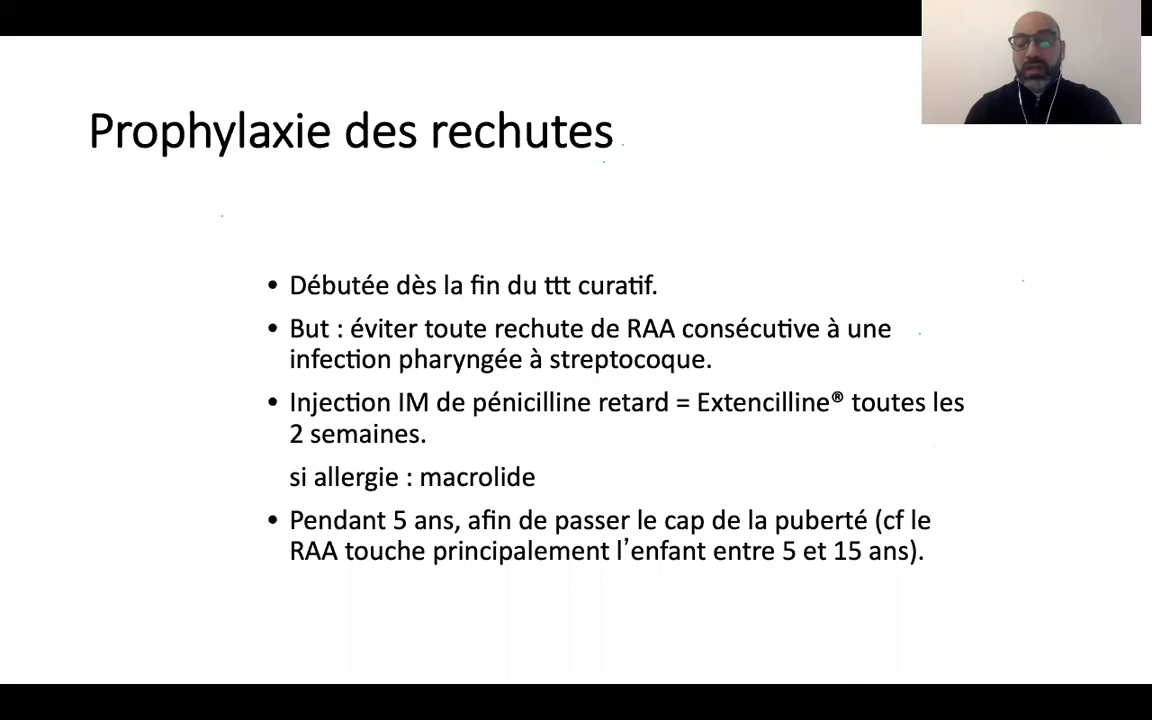 Prophylaxie des rechutes
• Débutée dès la fin du ttt curatif.
• But : éviter toute rechute de RAA consécutive à une
infection pharyngée à streptocoque.
• Injection IM de pénicilline retard = Extencilline® toutes les
2 semaines.
si allergie : macrolide
• Pendant 5 ans, afin de passer le cap de la puberté (cf le
RAA touche principalement l’enfant entre 5 et 15 ans).